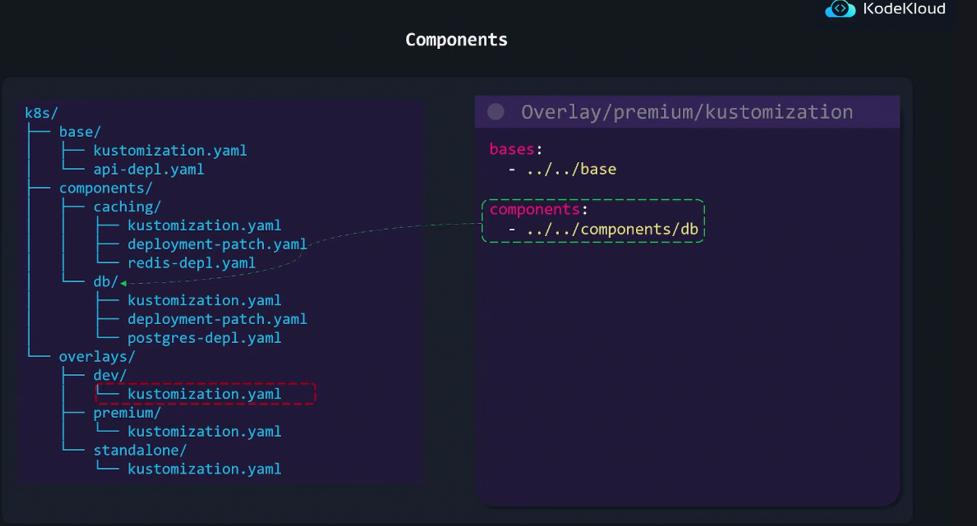 KodeKloud
Components
k8s/
├── base/
│   ├── kustomization.yaml
│   └── api-depl.yaml
├── components/
│   ├── caching/
│   │   ├── kustomization.yaml
│   │   ├── deployment-patch.yaml
│   │   └── redis-depl.yaml
│   └── db/
│       ├── kustomization.yaml
│       ├── deployment-patch.yaml
│       └── postgres-depl.yaml
└── overlays/
    ├── dev/
    │   └── kustomization.yaml
    ├── premium/
    │   └── kustomization.yaml
    └── standalone/
        └── kustomization.yaml
Overlay/premium/kustomization
bases:
  - ../../base
components:
  - ../../components/db